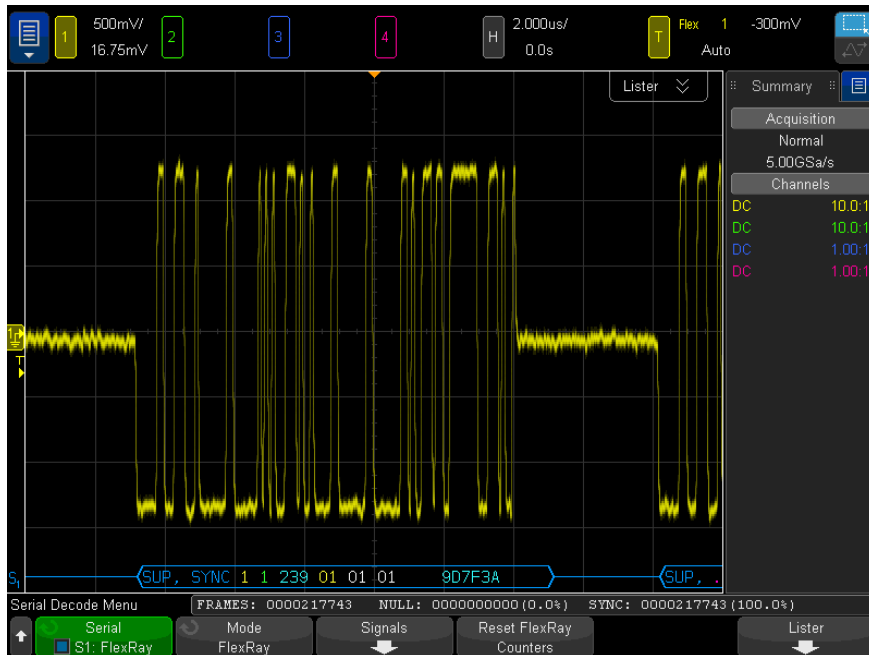 500mV/ 2.000us/ Flex 1 -300mV
1 2 3 4 H T
16.75mV 0.0s Auto
Lister
Summary
Acquisition
Normal
5.00GSa/s
Channels
DC 10.0:1
DC 10.0:1
DC 1.00:1
DC 1.00:1
1
T
S1 SUP, SYNC 1 1 239 01 01 01 9D7F3A SUP, .
Serial Decode Menu FRAMES: 0000217743 NULL: 0000000000(0.0%) SYNC: 0000217743(100.0%)
Serial Mode Signals Reset FlexRay Lister
S1: FlexRay FlexRay Counters